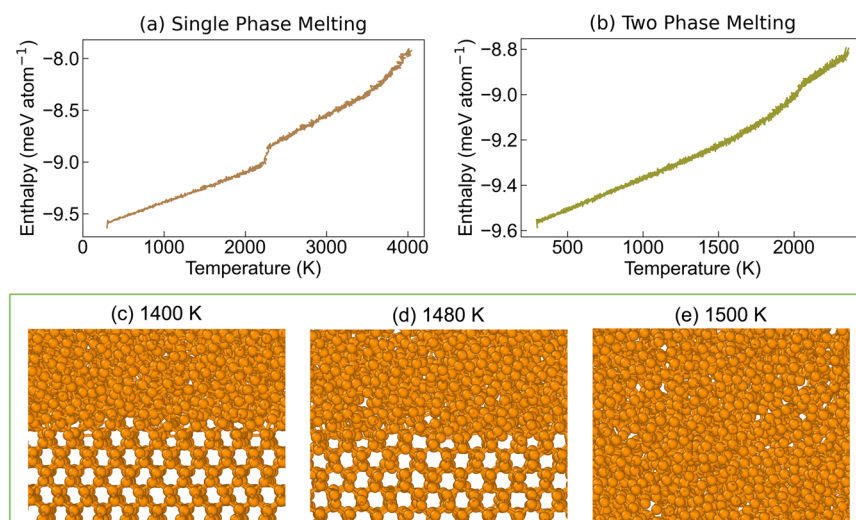 (a) Single Phase Melting
(b) Two Phase Melting
Enthalpy (meV atom⁻¹)
−8.0
−8.5
−9.0
−9.5
0 1000 2000 3000 4000
Temperature (K)
Enthalpy (meV atom⁻¹)
−8.8
−9.0
−9.2
−9.4
−9.6
500 1000 1500 2000
Temperature (K)
(c) 1400 K
(d) 1480 K
(e) 1500 K